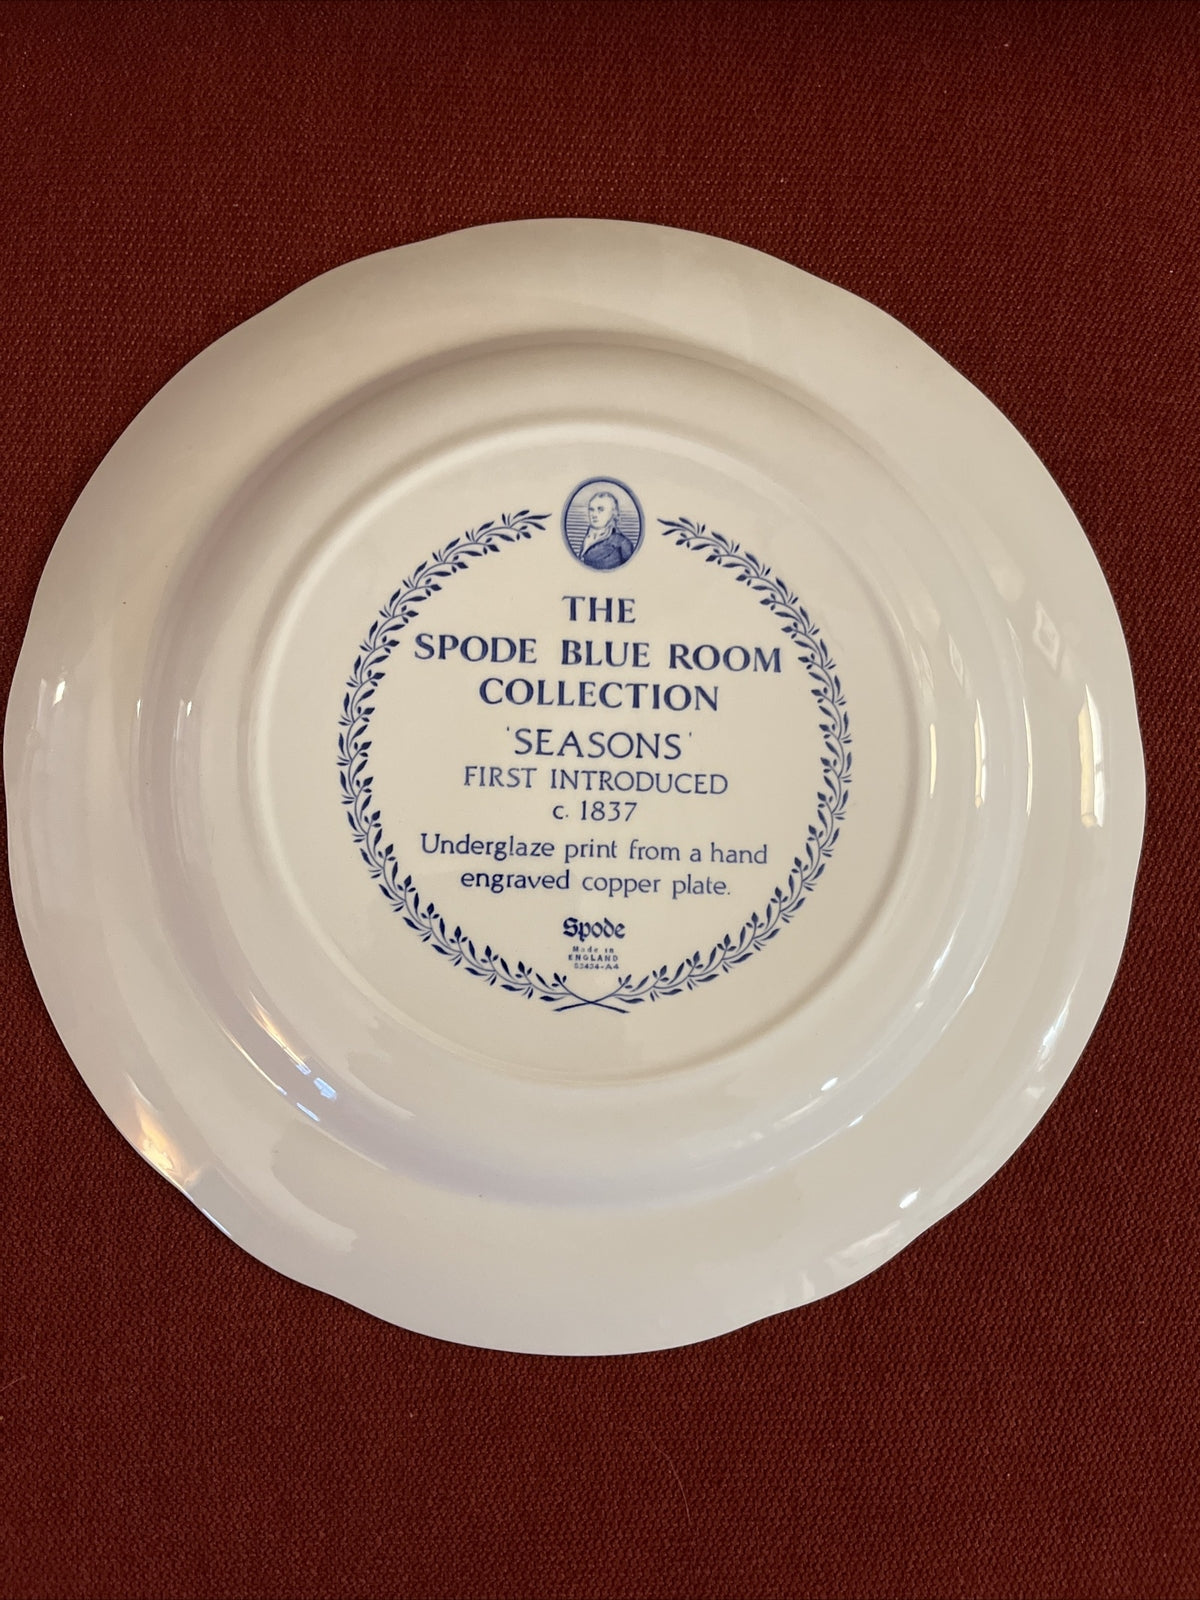 THE
SPODE BLUE ROOM
COLLECTION
'SEASONS'
FIRST INTRODUCED
c. 1837
Underglaze print from a hand
engraved copper plate.
Spode
Made in
ENGLAND